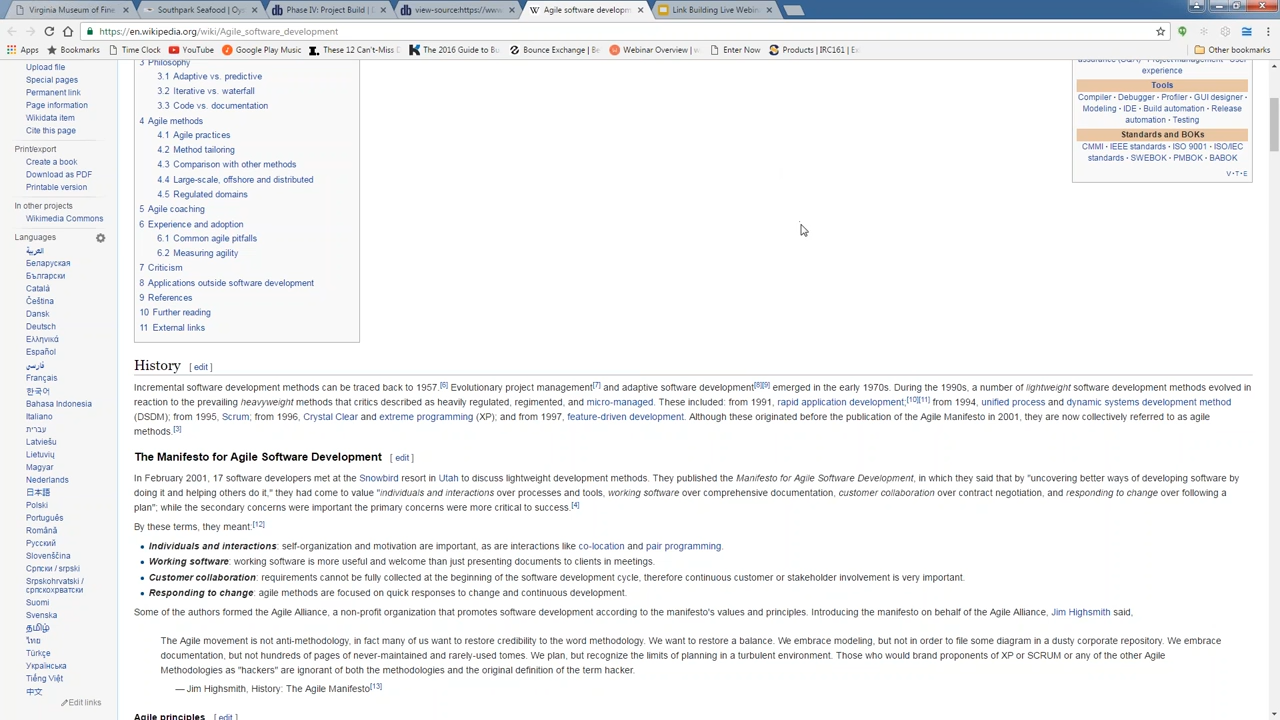 Virginia Museum of Fine
Southpark Seafood | Oys
Phase IV: Project Build | D
view-source:https://www.
Agile software developm
Link Building Live Webin
https://en.wikipedia.org/wiki/Agile_software_development
Apps
Bookmarks
Time Clock
YouTube
Google Play Music
These 12 Can't-Miss D
The 2016 Guide to Bu
Bounce Exchange | Be
Webinar Overview | w
Enter Now
Products | IRC161 | Ex
Other bookmarks
Upload file
Special pages
Permanent link
Page information
Wikidata item
Cite this page
Print/export
Create a book
Download as PDF
Printable version
In other projects
Wikimedia Commons
Languages
العربية
Беларуская
Български
Català
Čeština
Dansk
Deutsch
Ελληνικά
Español
فارسی
Français
한국어
Bahasa Indonesia
Italiano
עברית
Latviešu
Lietuvių
Magyar
Nederlands
日本語
Polski
Português
Română
Русский
Slovenščina
Српски / srpski
Srpskohrvatski /
српскохрватски
Suomi
Svenska
தமிழ்
ไทย
Türkçe
Українська
Tiếng Việt
中文
Edit links
3 Philosophy
3.1 Adaptive vs. predictive
3.2 Iterative vs. waterfall
3.3 Code vs. documentation
4 Agile methods
4.1 Agile practices
4.2 Method tailoring
4.3 Comparison with other methods
4.4 Large-scale, offshore and distributed
4.5 Regulated domains
5 Agile coaching
6 Experience and adoption
6.1 Common agile pitfalls
6.2 Measuring agility
7 Criticism
8 Applications outside software development
9 References
10 Further reading
11 External links
assurance (SQA) · Project management · User
experience
Tools
Compiler · Debugger · Profiler · GUI designer ·
Modeling · IDE · Build automation · Release
automation · Testing
Standards and BOKs
CMMI · IEEE standards · ISO 9001 · ISO/IEC
standards · SWEBOK · PMBOK · BABOK
V·T·E
History [ edit ]
Incremental software development methods can be traced back to 1957.[6] Evolutionary project management[7] and adaptive software development[8][9] emerged in the early 1970s. During the 1990s, a number of lightweight software development methods evolved in
reaction to the prevailing heavyweight methods that critics described as heavily regulated, regimented, and micro-managed. These included: from 1991, rapid application development;[10][11] from 1994, unified process and dynamic systems development method
(DSDM); from 1995, Scrum; from 1996, Crystal Clear and extreme programming (XP); and from 1997, feature-driven development. Although these originated before the publication of the Agile Manifesto in 2001, they are now collectively referred to as agile
methods.[3]
The Manifesto for Agile Software Development [ edit ]
In February 2001, 17 software developers met at the Snowbird resort in Utah to discuss lightweight development methods. They published the Manifesto for Agile Software Development, in which they said that by "uncovering better ways of developing software by
doing it and helping others do it," they had come to value "individuals and interactions over processes and tools, working software over comprehensive documentation, customer collaboration over contract negotiation, and responding to change over following a
plan"; while the secondary concerns were important the primary concerns were more critical to success.[4]
By these terms, they meant:[12]
• Individuals and interactions: self-organization and motivation are important, as are interactions like co-location and pair programming.
• Working software: working software is more useful and welcome than just presenting documents to clients in meetings.
• Customer collaboration: requirements cannot be fully collected at the beginning of the software development cycle, therefore continuous customer or stakeholder involvement is very important.
• Responding to change: agile methods are focused on quick responses to change and continuous development.
Some of the authors formed the Agile Alliance, a non-profit organization that promotes software development according to the manifesto's values and principles. Introducing the manifesto on behalf of the Agile Alliance, Jim Highsmith said,
The Agile movement is not anti-methodology, in fact many of us want to restore credibility to the word methodology. We want to restore a balance. We embrace modeling, but not in order to file some diagram in a dusty corporate repository. We embrace
documentation, but not hundreds of pages of never-maintained and rarely-used tomes. We plan, but recognize the limits of planning in a turbulent environment. Those who would brand proponents of XP or SCRUM or any of the other Agile
Methodologies as "hackers" are ignorant of both the methodologies and the original definition of the term hacker.
— Jim Highsmith, History: The Agile Manifesto[13]
Agile principles [ edit ]